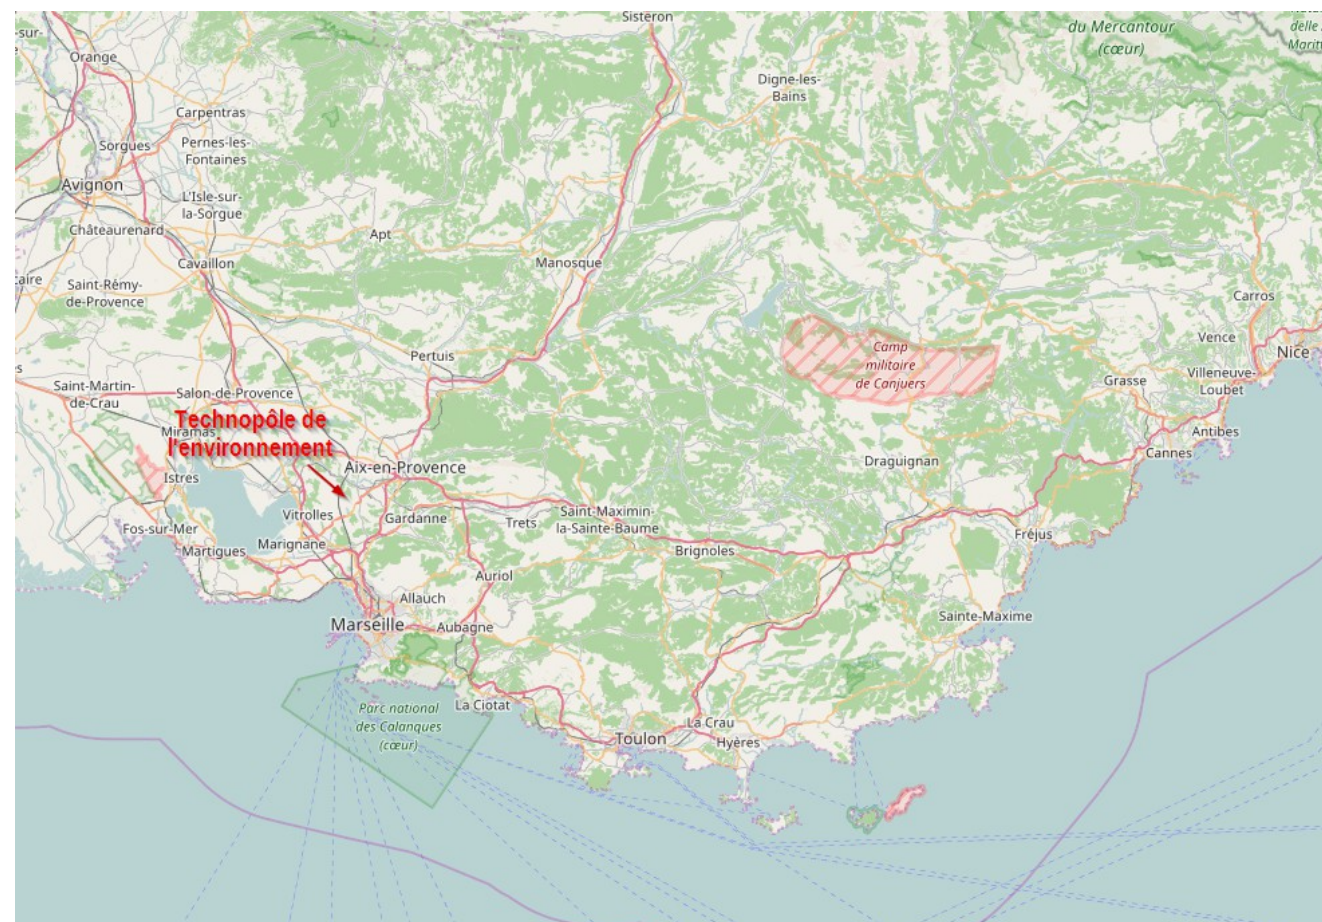 Sisteron
-sur-
du Mercantour
(cœur)
delle
Marit
Orange
Digne-les-
Bains
Carpentras
Sorgues
Pernes-les-
Fontaines
Avignon
L'Isle-sur-
la-Sorgue
Châteaurenard
Apt
Cavaillon
Manosque
caire
Saint-Rémy-
de-Provence
Carros
Vence
Camp
militaire
de Canjuers
Nice
Pertuis
Villeneuve-
Loubet
Grasse
Saint-Martin-
de-Crau
Salon-de-Provence
Technopôle de
l'environnement
Miramas
Antibes
Cannes
Draguignan
Aix-en-Provence
Istres
Vitrolles
Gardanne
Trets
Saint-Maximin-
la-Sainte-Baume
Fos-sur-Mer
Martigues
Marignane
Brignoles
Fréjus
Auriol
Allauch
Marseille
Aubagne
Sainte-Maxime
Parc national
des Calanques
(cœur)
La Ciotat
Toulon
La Crau
Hyères